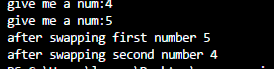 give me a num:4
give me a num:5
after swapping first number 5
after swapping second number 4